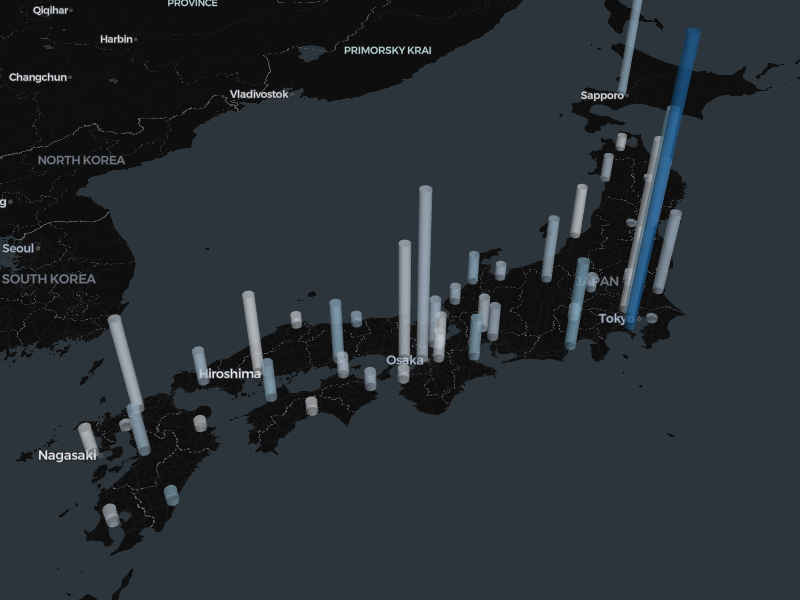 PROVINCE
Qiqihar
Harbin
PRIMORSKY KRAI
Changchun
Vladivostok
Sapporo
NORTH KOREA
Seoul
SOUTH KOREA
JAPAN
Tokyo
Osaka
Hiroshima
Nagasaki